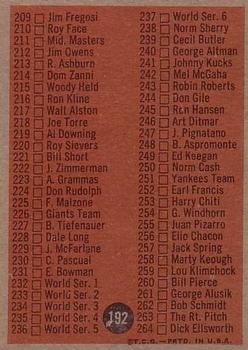 209 □ Jim Fregosi
210 □ Roy Face
211 □ Mid. Masters
212 □ Jim Owens
213 □ R. Ashburn
214 □ Dom Zanni
215 □ Woody Held
216 □ Ron Kline
217 □ Walt Alston
218 □ Joe Torre
219 □ Al Downing
220 □ Roy Sievers
221 □ Bill Short
222 □ J. Zimmerman
223 □ A. Grammas
224 □ Don Rudolph
225 □ F. Malzone
226 □ Giants Team
227 □ B. Tiefenauer
228 □ Dale Long
229 □ J. McFarlane
230 □ C. Pascual
231 □ E. Bowman
232 □ World Ser. 1
233 □ World Ser. 2
234 □ World Ser. 3
235 □ World Ser. 4
236 □ World Ser. 5
237 □ World Ser. 6
238 □ Norm Sherry
239 □ Cecil Butler
240 □ George Altman
241 □ Johnny Kucks
242 □ Mel McGaha
243 □ Robin Roberts
244 □ Don Gile
245 □ Ron Hansen
246 □ Art Ditmar
247 □ J. Pignatano
248 □ B. Aspromonte
249 □ Ed Keegan
250 □ Norm Cash
251 □ Yankees Team
252 □ Earl Francis
253 □ Harry Chiti
254 □ G. Windhorn
255 □ Juan Pizarro
256 □ Elio Chacon
257 □ Jack Spring
258 □ Marty Keough
259 □ Lou Klimchock
260 □ Bill Pierce
261 □ George Alusik
262 □ Bob Schmidt
263 □ The Rt. Pitch
264 □ Dick Ellsworth
192
©T.C.G.—PRTD. IN U.S.A.